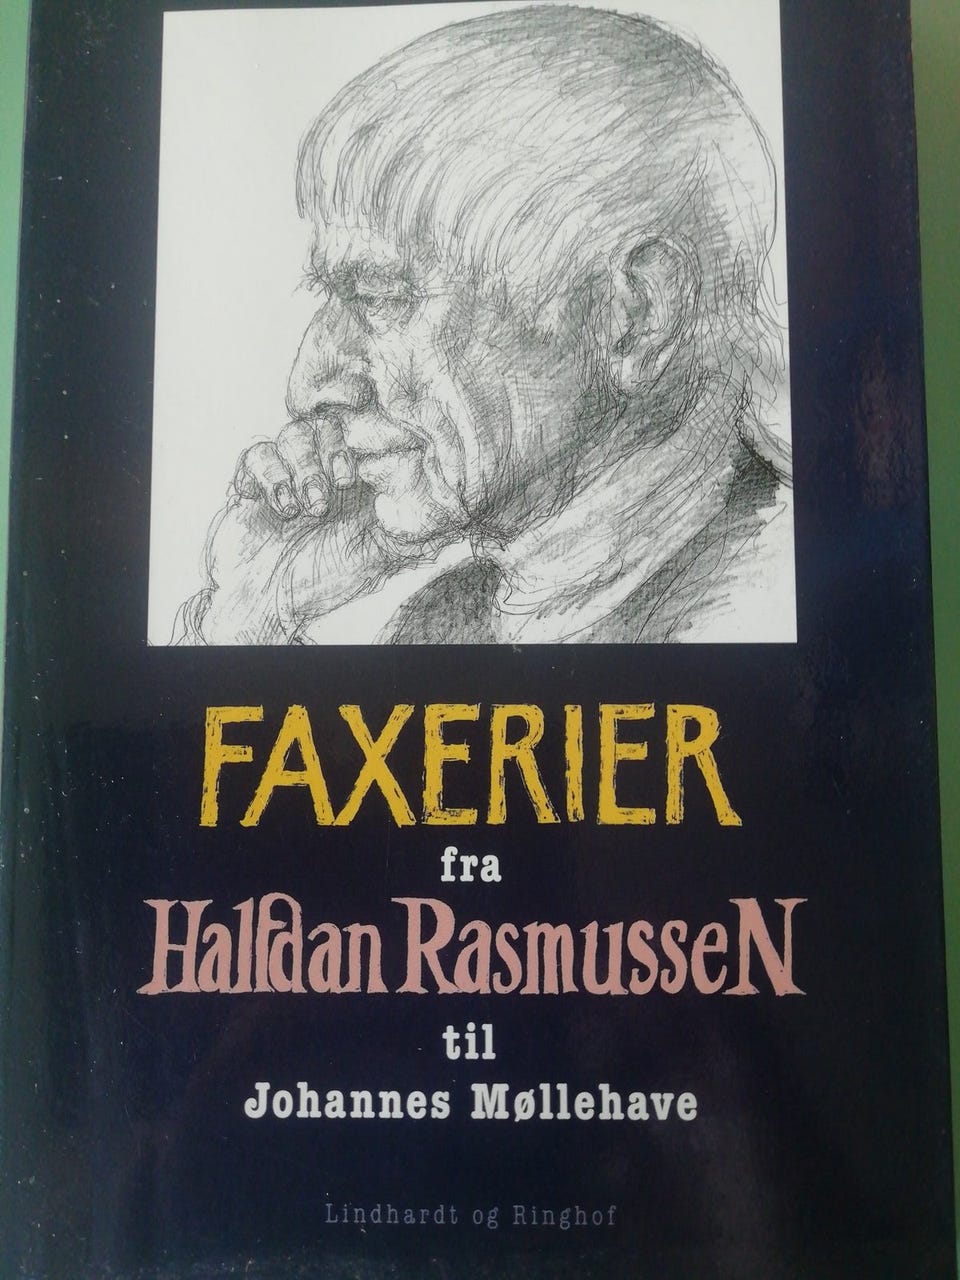 FAXERIER
fra
Halfdan Rasmussen
til
Johannes Møllehave
Lindhardt og Ringhof